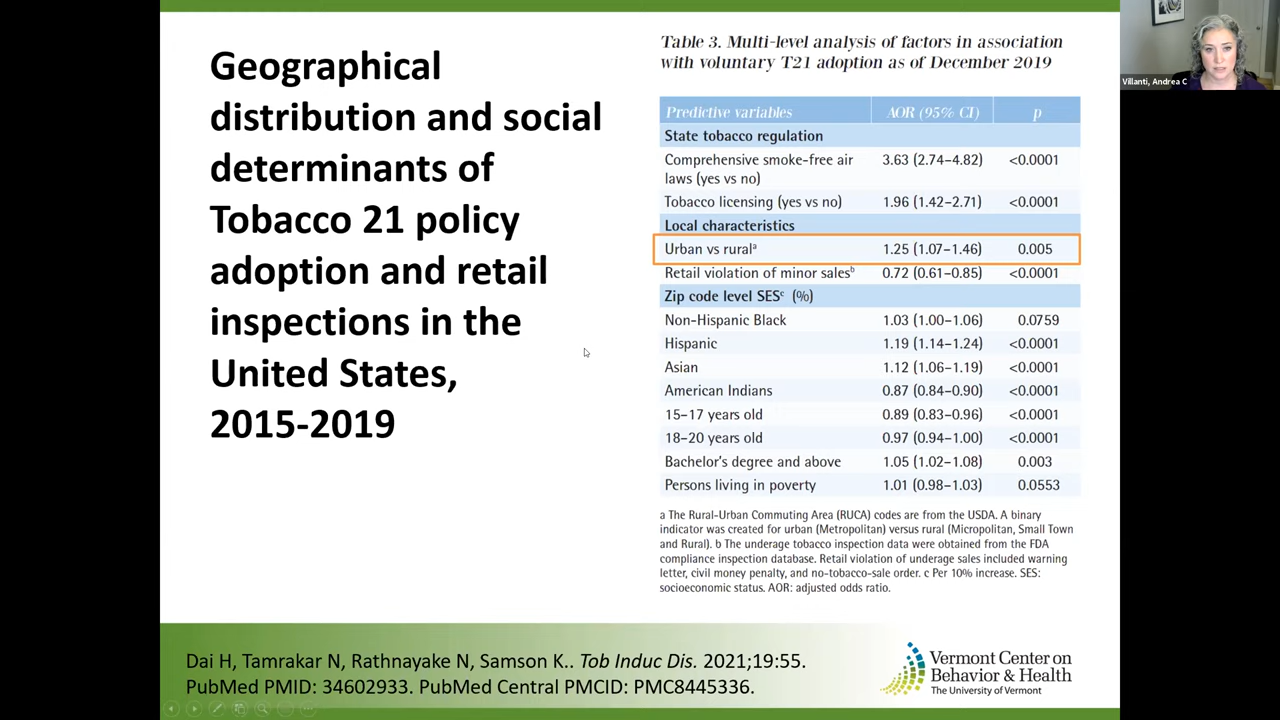 Geographical
distribution and social
determinants of
Tobacco 21 policy
adoption and retail
inspections in the
United States,
2015-2019
Table 3. Multi-level analysis of factors in association
with voluntary T21 adoption as of December 2019
Predictive variables AOR (95% CI) p
State tobacco regulation
Comprehensive smoke-free air 3.63 (2.74–4.82) <0.0001
laws (yes vs no)
Tobacco licensing (yes vs no) 1.96 (1.42–2.71) <0.0001
Local characteristics
Urban vs ruralᵃ 1.25 (1.07–1.46) 0.005
Retail violation of minor salesᵇ 0.72 (0.61–0.85) <0.0001
Zip code level SESᶜ (%)
Non-Hispanic Black 1.03 (1.00–1.06) 0.0759
Hispanic 1.19 (1.14–1.24) <0.0001
Asian 1.12 (1.06–1.19) <0.0001
American Indians 0.87 (0.84–0.90) <0.0001
15–17 years old 0.89 (0.83–0.96) <0.0001
18–20 years old 0.97 (0.94–1.00) <0.0001
Bachelor's degree and above 1.05 (1.02–1.08) 0.003
Persons living in poverty 1.01 (0.98–1.03) 0.0553
a The Rural-Urban Commuting Area (RUCA) codes are from the USDA. A binary
indicator was created for urban (Metropolitan) versus rural (Micropolitan, Small Town
and Rural). b The underage tobacco inspection data were obtained from the FDA
compliance inspection database. Retail violation of underage sales included warning
letter, civil money penalty, and no-tobacco-sale order. c Per 10% increase. SES:
socioeconomic status. AOR: adjusted odds ratio.
Dai H, Tamrakar N, Rathnayake N, Samson K.. Tob Induc Dis. 2021;19:55.
PubMed PMID: 34602933. PubMed Central PMCID: PMC8445336.
Vermont Center on
Behavior & Health
The University of Vermont
Villanti, Andrea C